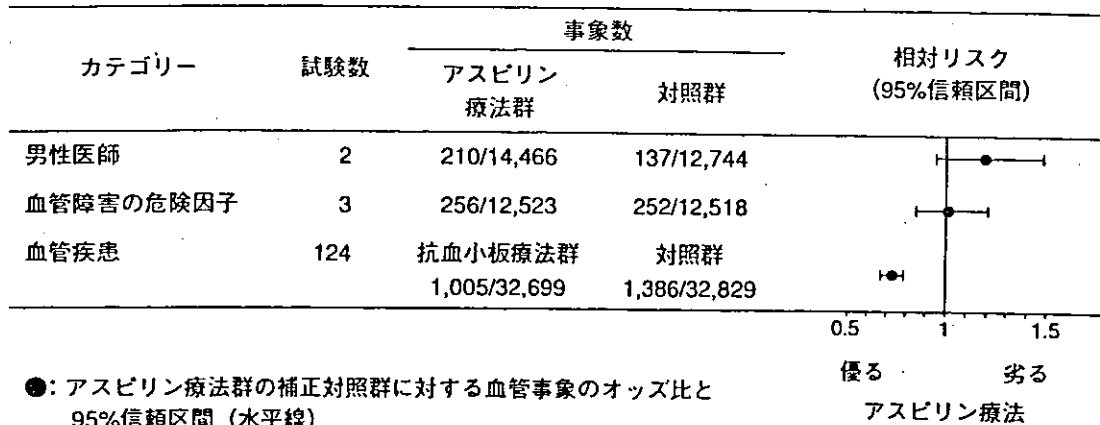 事象数
カテゴリー 試験数 アスピリン療法群 対照群 相対リスク(95%信頼区間)
男性医師 2 210/14,466 137/12,744
血管障害の危険因子 3 256/12,523 252/12,518
血管疾患 124 抗血小板療法群 対照群
1,005/32,699 1,386/32,829
0.5 1 1.5
優る 劣る
アスピリン療法
●: アスピリン療法群の補正対照群に対する血管事象のオッズ比と
95%信頼区間(水平線)